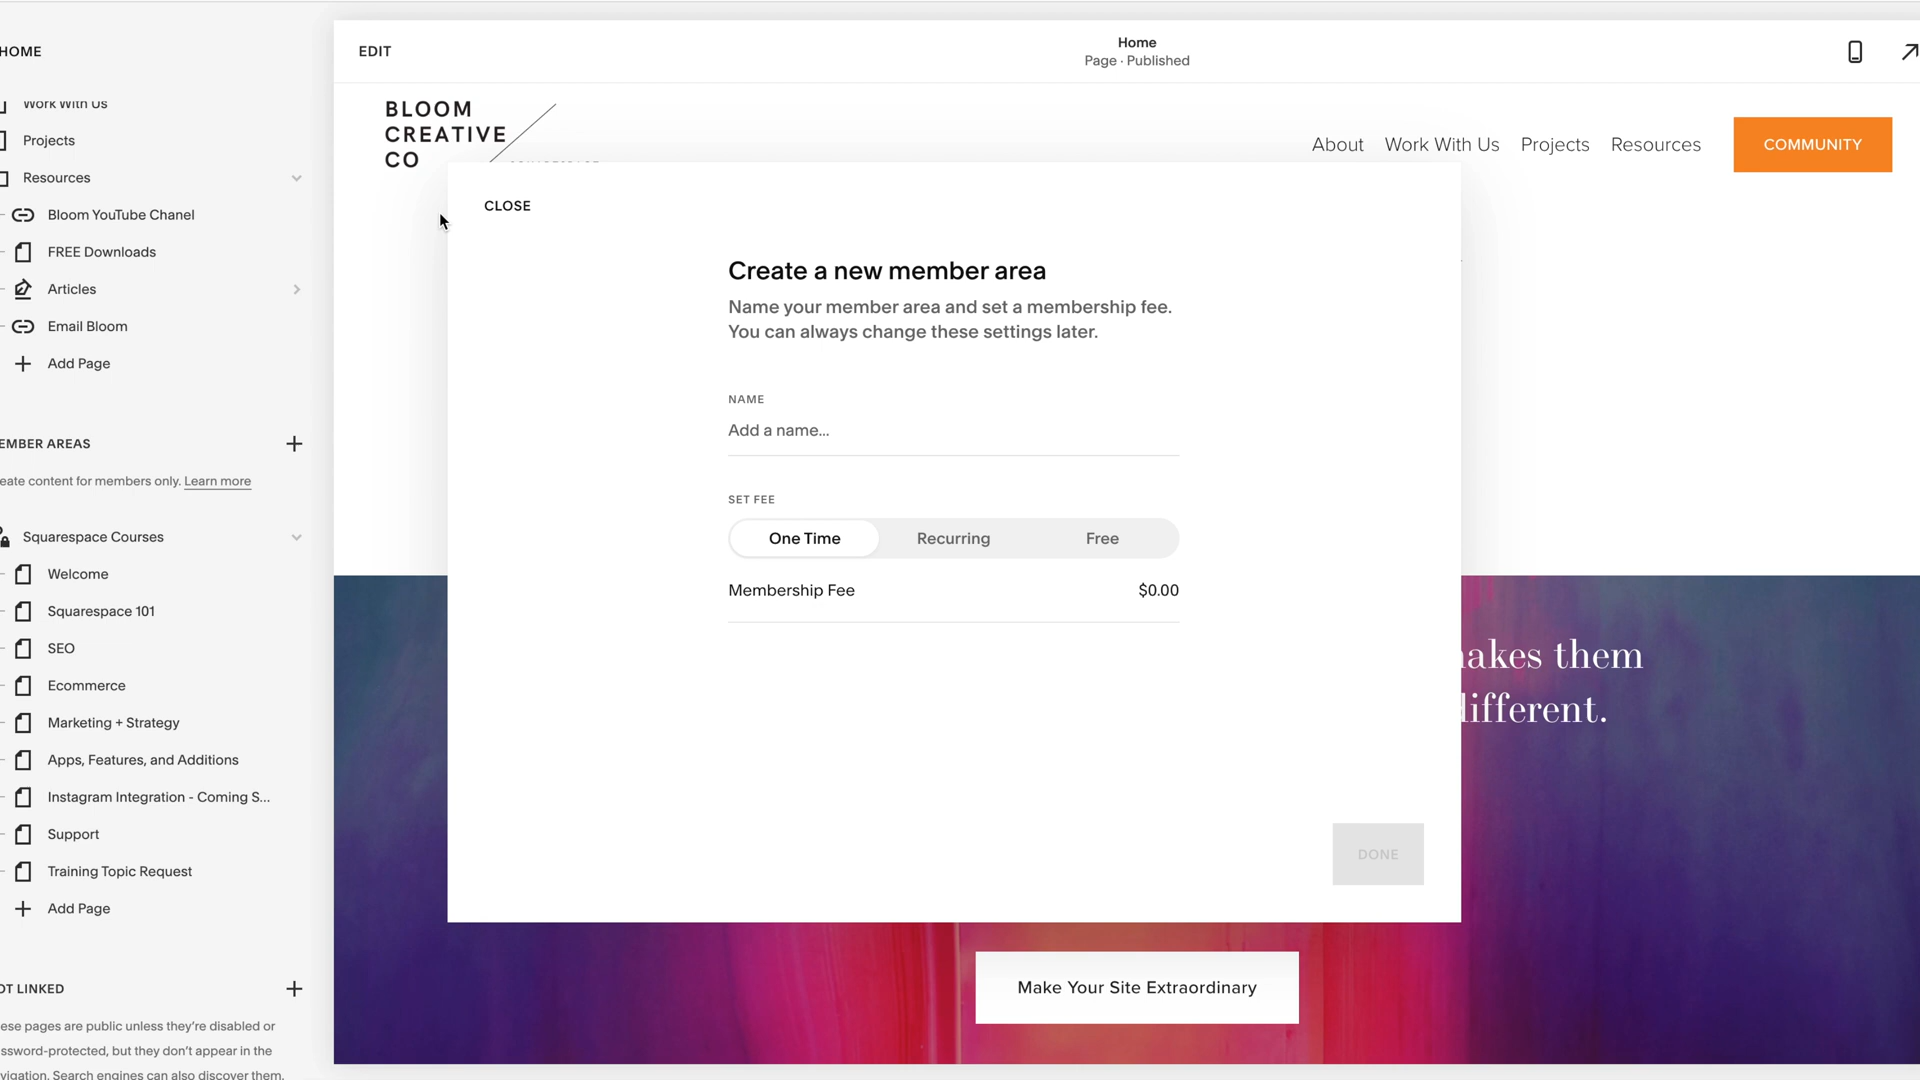 HOME
Work With Us
Projects
Resources
Bloom YouTube Chanel
FREE Downloads
Articles
Email Bloom
Add Page
EMBER AREAS
eate content for members only. Learn more
Squarespace Courses
Welcome
Squarespace 101
SEO
Ecommerce
Marketing + Strategy
Apps, Features, and Additions
Instagram Integration - Coming S...
Support
Training Topic Request
Add Page
OT LINKED
ese pages are public unless they're disabled or
ssword-protected, but they don't appear in the
vigation. Search engines can also discover them.
EDIT
Home
Page · Published
BLOOM
CREATIVE
CO
About
Work With Us
Projects
Resources
COMMUNITY
CLOSE
Create a new member area
Name your member area and set a membership fee.
You can always change these settings later.
NAME
Add a name...
SET FEE
One Time
Recurring
Free
Membership Fee
$0.00
DONE
akes them
different.
Make Your Site Extraordinary